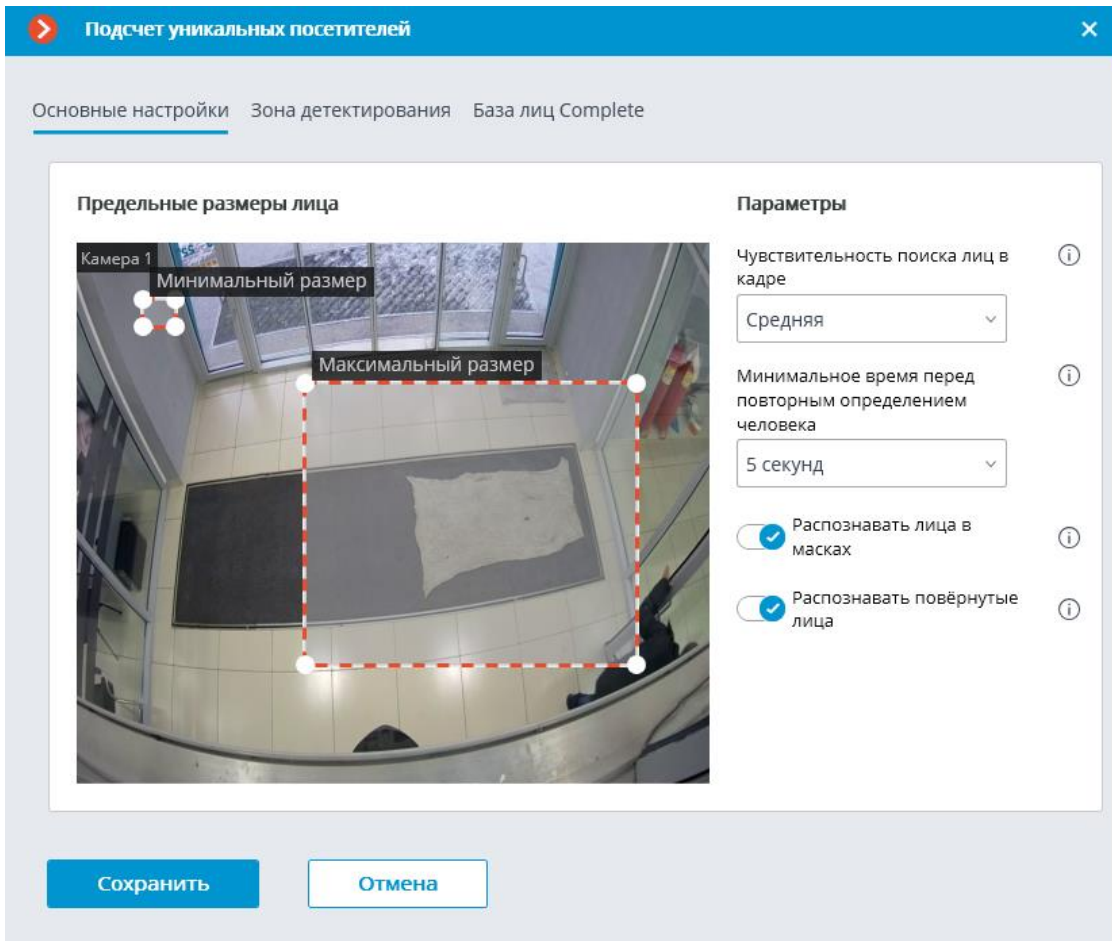 Подсчет уникальных посетителей
Основные настройки Зона детектирования База лиц Complete
Предельные размеры лица
Камера 1
Минимальный размер
Максимальный размер
Параметры
Чувствительность поиска лиц в
кадре
Средняя
Минимальное время перед
повторным определением
человека
5 секунд
Распознавать лица в
масках
Распознавать повёрнутые
лица
Сохранить
Отмена